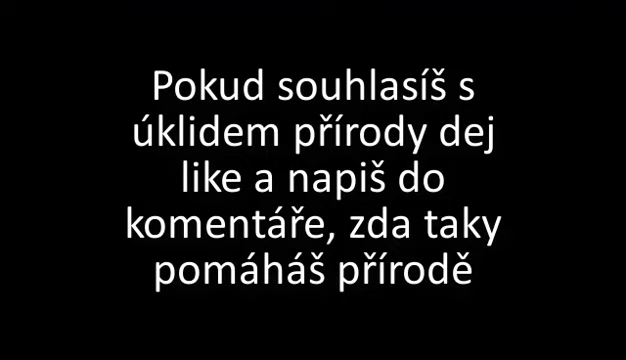 Pokud souhlasíš s
úklidem přírody dej
like a napiš do
komentáře, zda taky
pomáháš přírodě